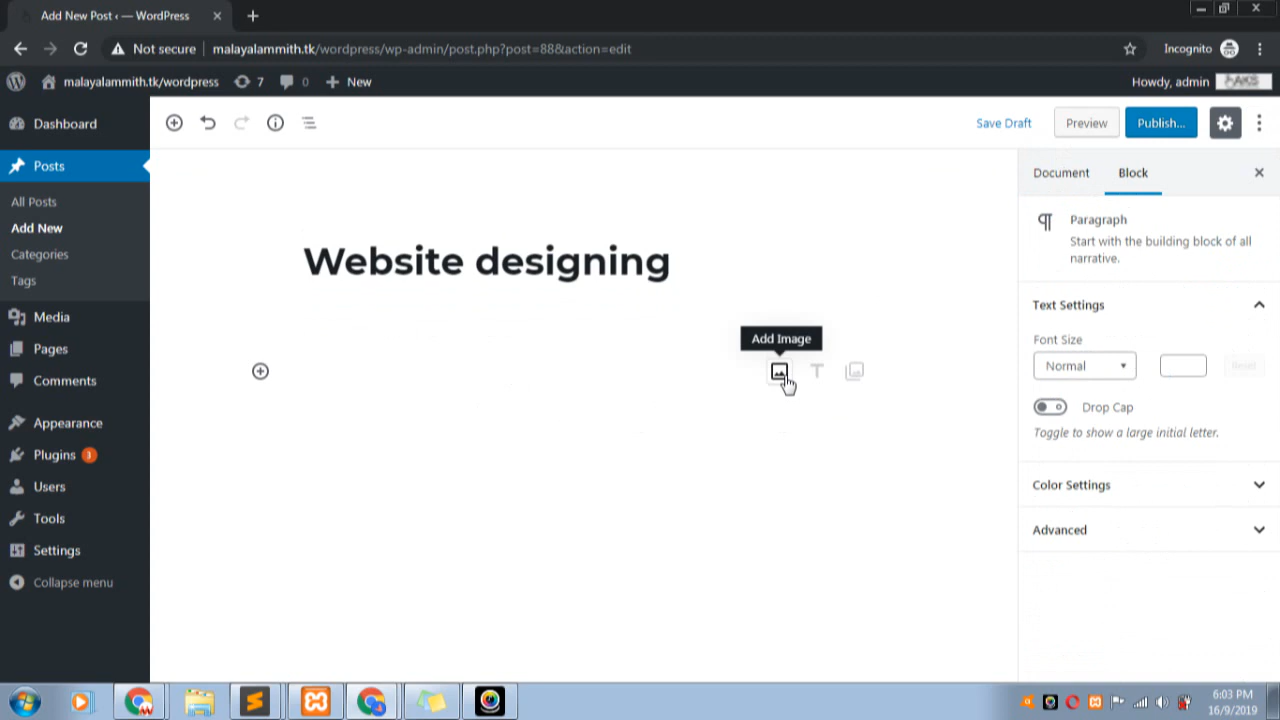 Add New Post ‹ — WordPress
Not secure
malayalammith.tk/wordpress/wp-admin/post.php?post=88&action=edit
Incognito
malayalammith.tk/wordpress
7
0
New
Howdy, admin
Dashboard
Save Draft
Preview
Publish...
Posts
Document
Block
All Posts
Add New
Categories
Tags
Paragraph
Start with the building block of all
narrative.
Website designing
Media
Text Settings
Pages
Add Image
Font Size
T
Normal
Reset
Comments
Drop Cap
Appearance
Toggle to show a large initial letter.
Plugins 3
Users
Color Settings
Tools
Advanced
Settings
Collapse menu
6:03 PM
16/9/2019